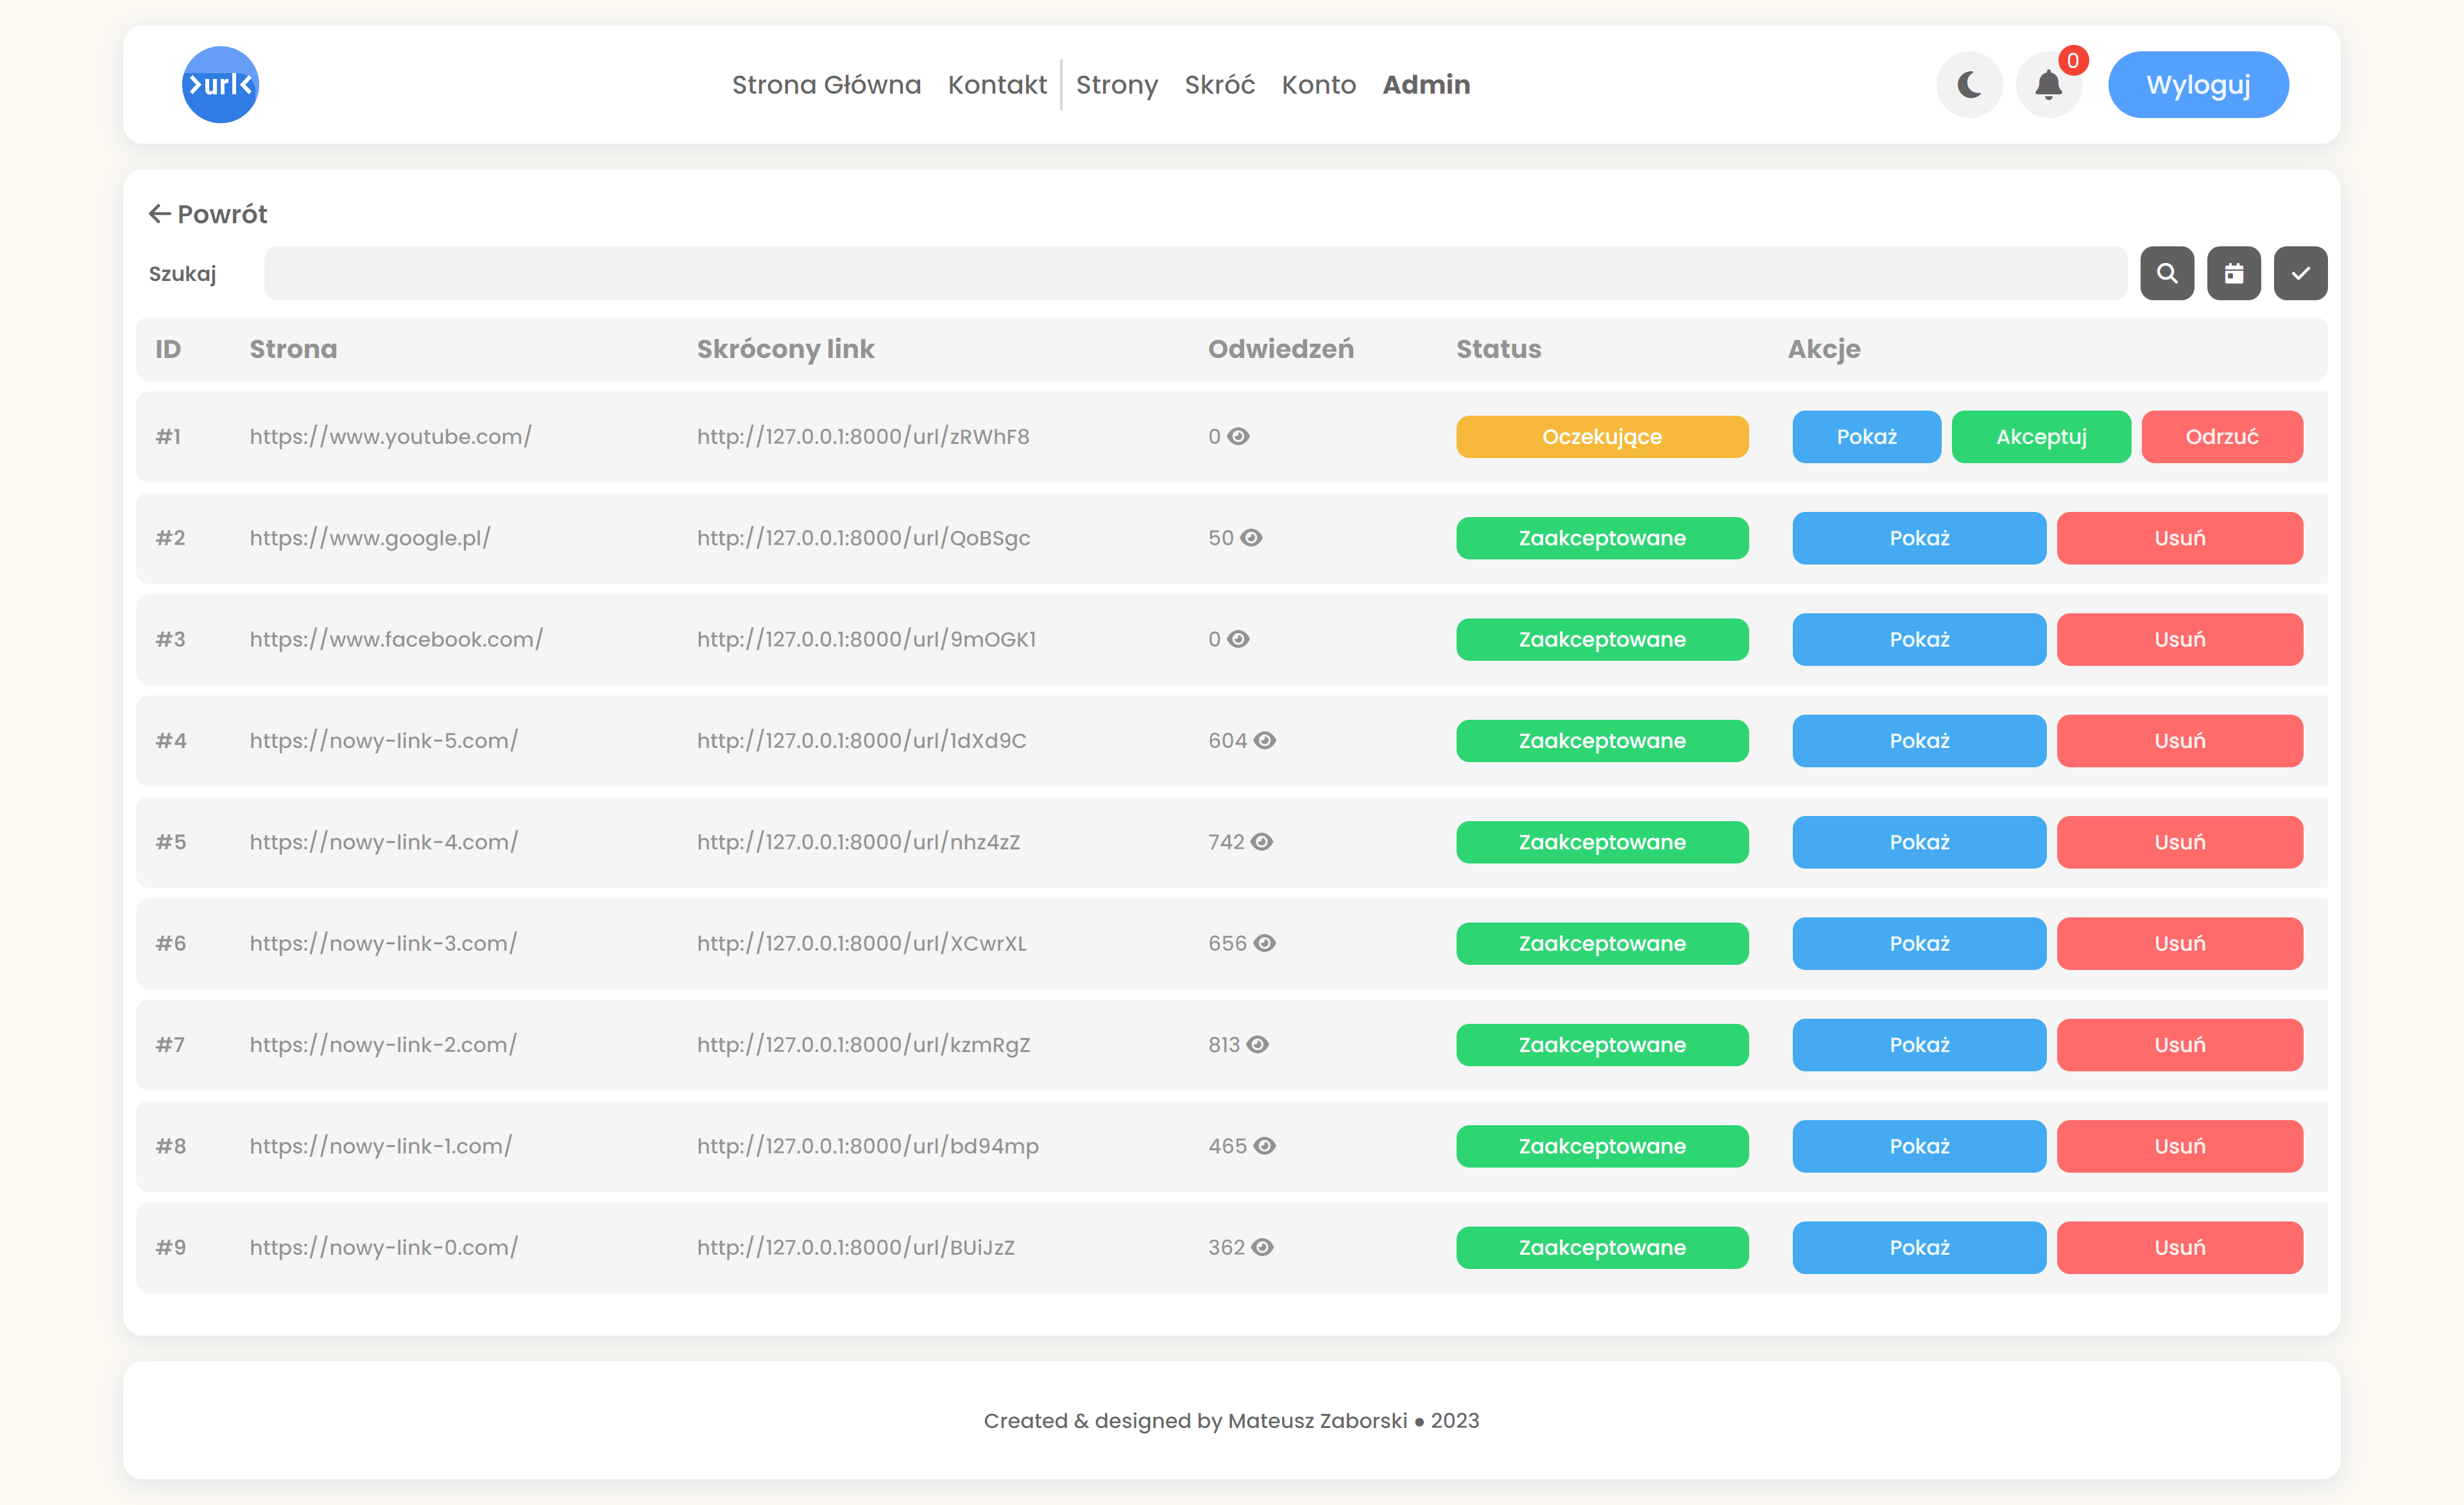 >url<
Strona Główna Kontakt Strony Skróć Konto Admin 0 Wyloguj
Powrót
Szukaj
ID Strona Skrócony link Odwiedzeń Status Akcje
#1 https://www.youtube.com/ http://127.0.0.1:8000/url/zRWhF8 0 Oczekujące Pokaż Akceptuj Odrzuć
#2 https://www.google.pl/ http://127.0.0.1:8000/url/QoBSgc 50 Zaakceptowane Pokaż Usuń
#3 https://www.facebook.com/ http://127.0.0.1:8000/url/9mOGK1 0 Zaakceptowane Pokaż Usuń
#4 https://nowy-link-5.com/ http://127.0.0.1:8000/url/1dXd9C 604 Zaakceptowane Pokaż Usuń
#5 https://nowy-link-4.com/ http://127.0.0.1:8000/url/nhz4zZ 742 Zaakceptowane Pokaż Usuń
#6 https://nowy-link-3.com/ http://127.0.0.1:8000/url/XCwrXL 656 Zaakceptowane Pokaż Usuń
#7 https://nowy-link-2.com/ http://127.0.0.1:8000/url/kzmRgZ 813 Zaakceptowane Pokaż Usuń
#8 https://nowy-link-1.com/ http://127.0.0.1:8000/url/bd94mp 465 Zaakceptowane Pokaż Usuń
#9 https://nowy-link-0.com/ http://127.0.0.1:8000/url/BUiJzZ 362 Zaakceptowane Pokaż Usuń
Created & designed by Mateusz Zaborski ● 2023